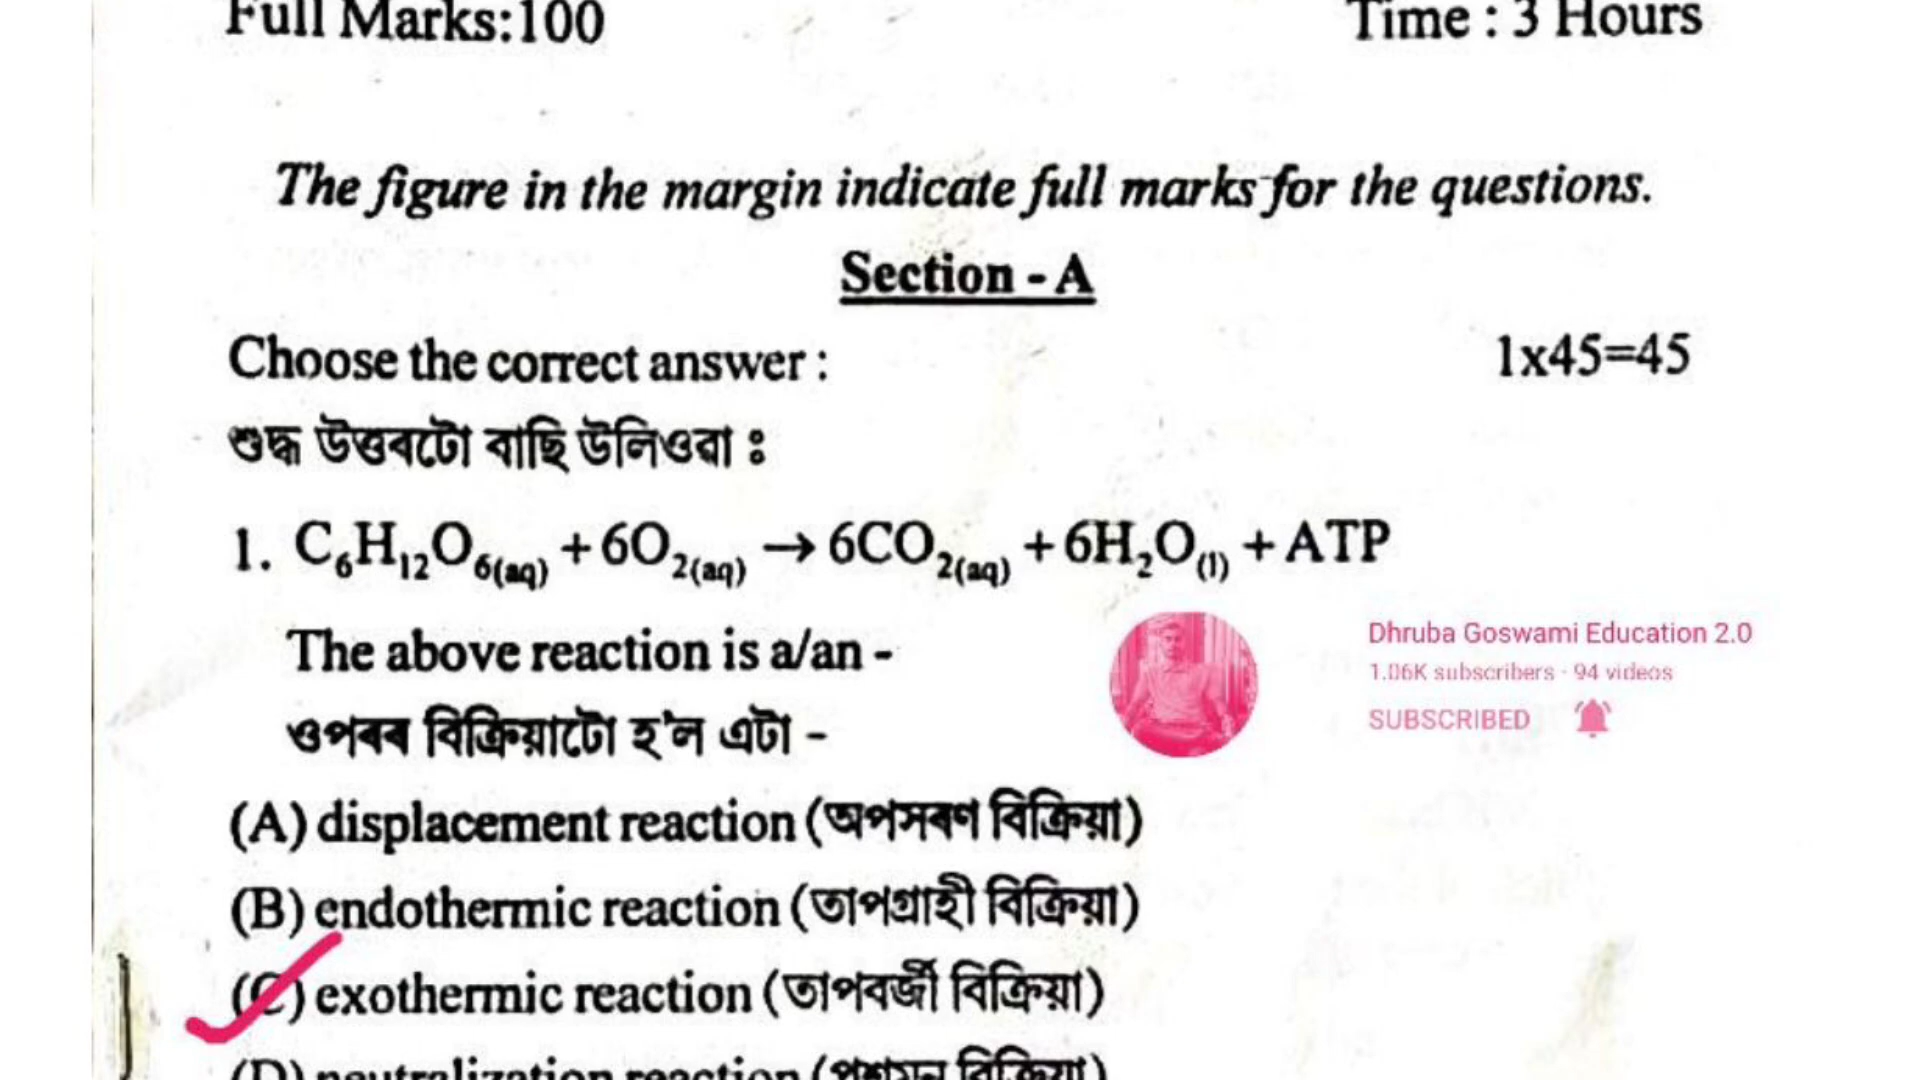 Full Marks:100
Time : 3 Hours
The figure in the margin indicate full marks for the questions.
Section - A
Choose the correct answer :
1x45=45
শুদ্ধ উত্তৰটো বাছি উলিওৱা ঃ
1. C₆H₁₂O₆(aq) + 6O₂(aq) → 6CO₂(aq) + 6H₂O(l) + ATP
The above reaction is a/an -
ওপৰৰ বিক্ৰিয়াটো হ'ল এটা -
Dhruba Goswami Education 2.0
1.06K subscribers · 94 videos
SUBSCRIBED
(A) displacement reaction (অপসৰণ বিক্ৰিয়া)
(B) endothermic reaction (তাপগ্ৰাহী বিক্ৰিয়া)
(C) exothermic reaction (তাপবৰ্জী বিক্ৰিয়া)
(D) neutralization reaction (প্ৰশমন বিক্ৰিয়া)